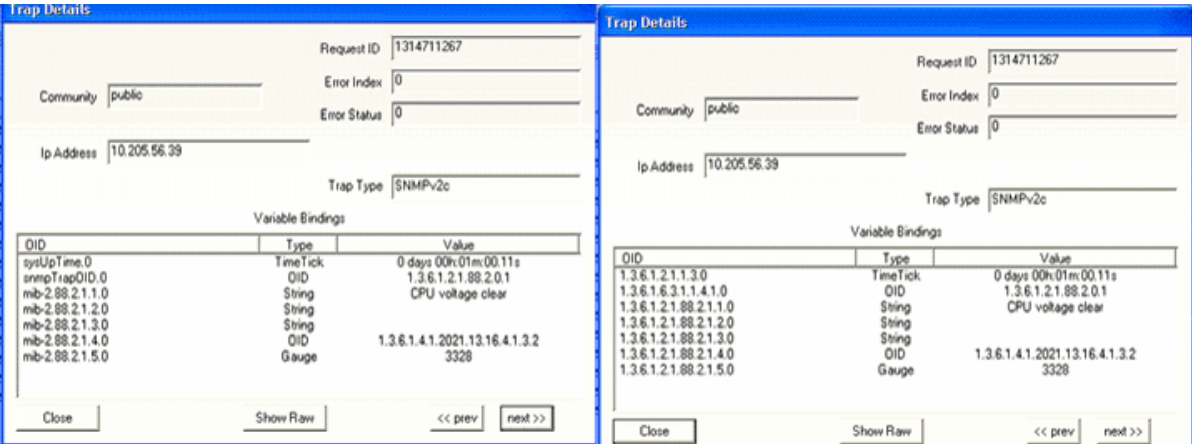 Trap Details
Request ID 1314711267
Error Index 0
Community public
Error Status 0
Ip Address 10.205.56.39
Trap Type SNMPv2c
Variable Bindings
OID Type Value
sysUpTime.0 TimeTick 0 days 00h:01m:00.11s
snmpTrapOID.0 OID 1.3.6.1.2.1.88.2.0.1
mib-2.88.2.1.1.0 String CPU voltage clear
mib-2.88.2.1.2.0 String
mib-2.88.2.1.3.0 String
mib-2.88.2.1.4.0 OID 1.3.6.1.4.1.2021.13.16.4.1.3.2
mib-2.88.2.1.5.0 Gauge 3328
Close Show Raw << prev next >>
Trap Details
Request ID 1314711267
Error Index 0
Community public
Error Status 0
Ip Address 10.205.56.39
Trap Type SNMPv2c
Variable Bindings
OID Type Value
1.3.6.1.2.1.1.3.0 TimeTick 0 days 00h:01m:00.11s
1.3.6.1.6.3.1.1.4.1.0 OID 1.3.6.1.2.1.88.2.0.1
1.3.6.1.2.1.88.2.1.1.0 String CPU voltage clear
1.3.6.1.2.1.88.2.1.2.0 String
1.3.6.1.2.1.88.2.1.3.0 String
1.3.6.1.2.1.88.2.1.4.0 OID 1.3.6.1.4.1.2021.13.16.4.1.3.2
1.3.6.1.2.1.88.2.1.5.0 Gauge 3328
Close Show Raw << prev next >>